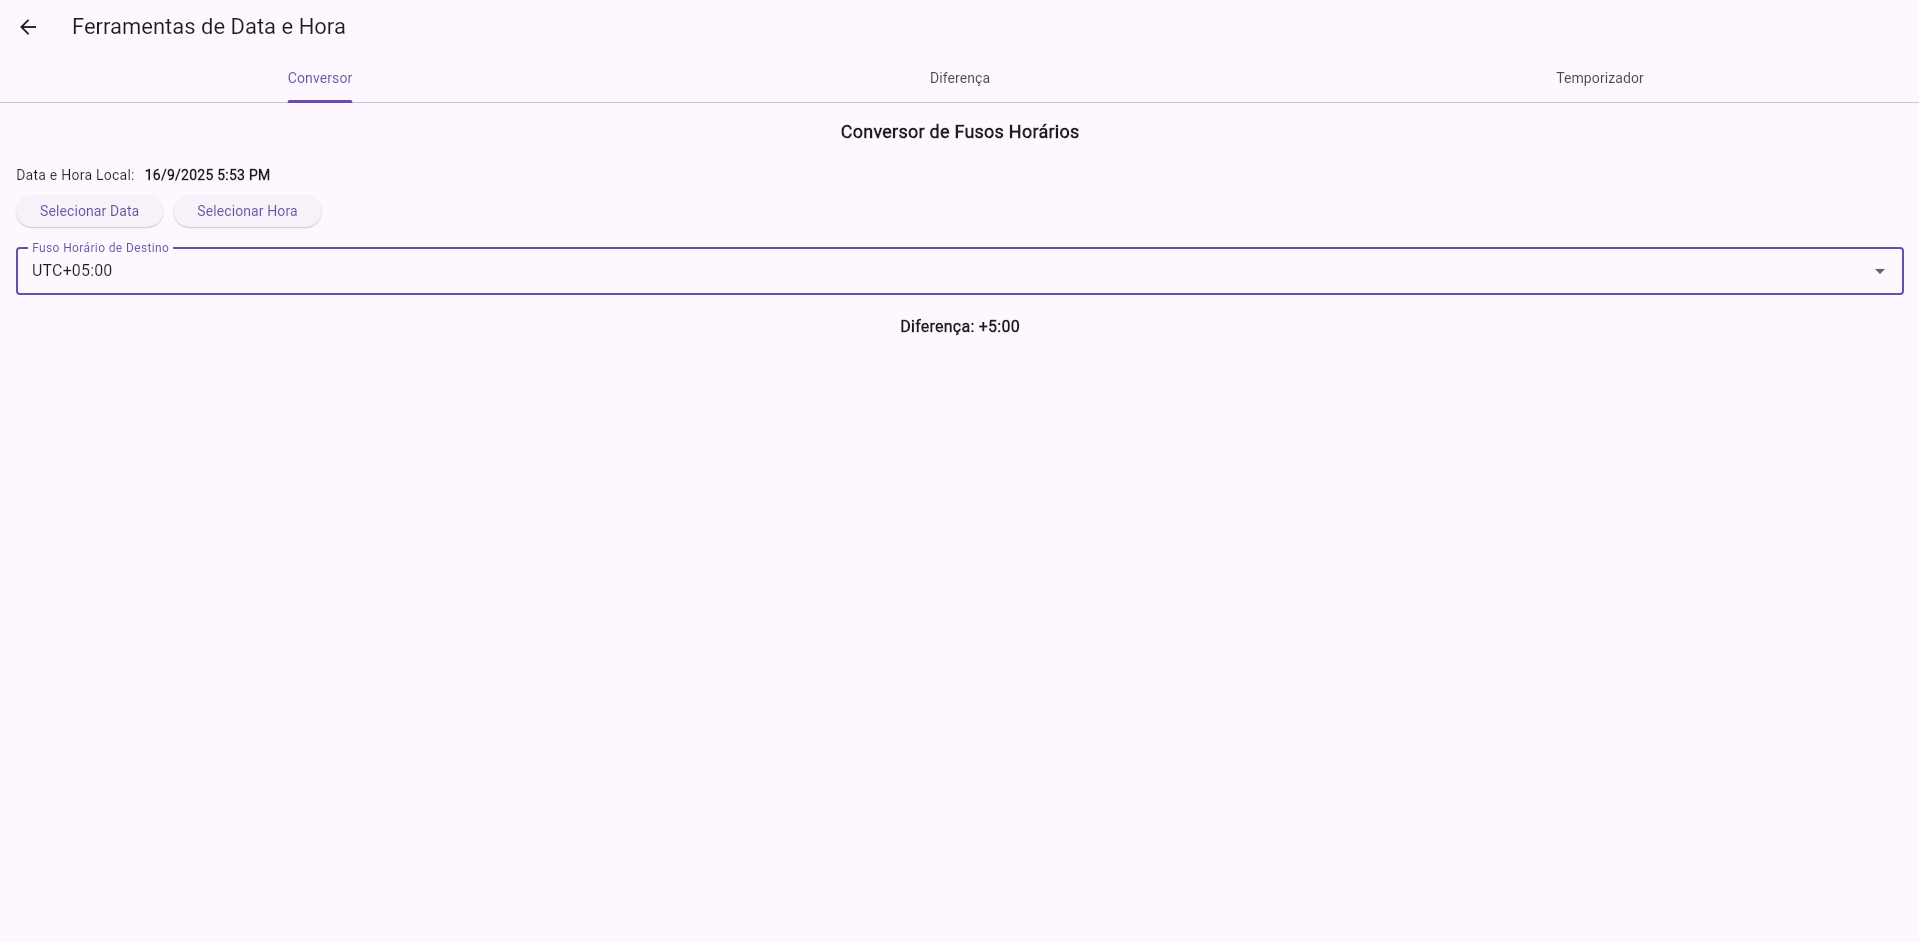 Ferramentas de Data e Hora
Conversor Diferença Temporizador
Conversor de Fusos Horários
Data e Hora Local: 16/9/2025 5:53 PM
Selecionar Data Selecionar Hora
Fuso Horário de Destino
UTC+05:00
Diferença: +5:00